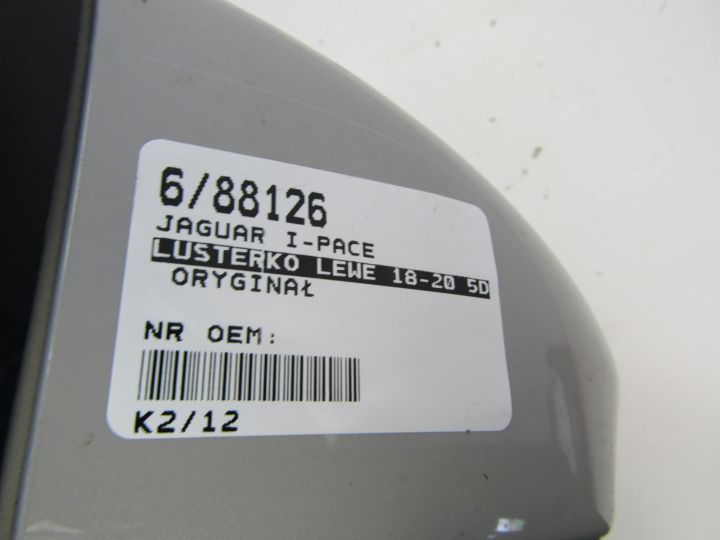 6/88126
JAGUAR I-PACE
LUSTERKO LEWE 18-20 5D
ORYGINAŁ
NR OEM:
K2/12